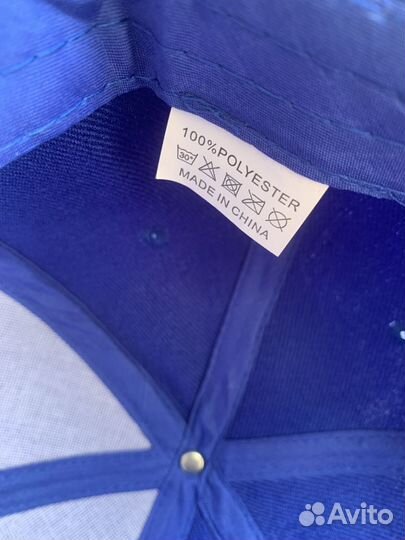 100%POLYESTER
30°
MADE IN CHINA
Avito